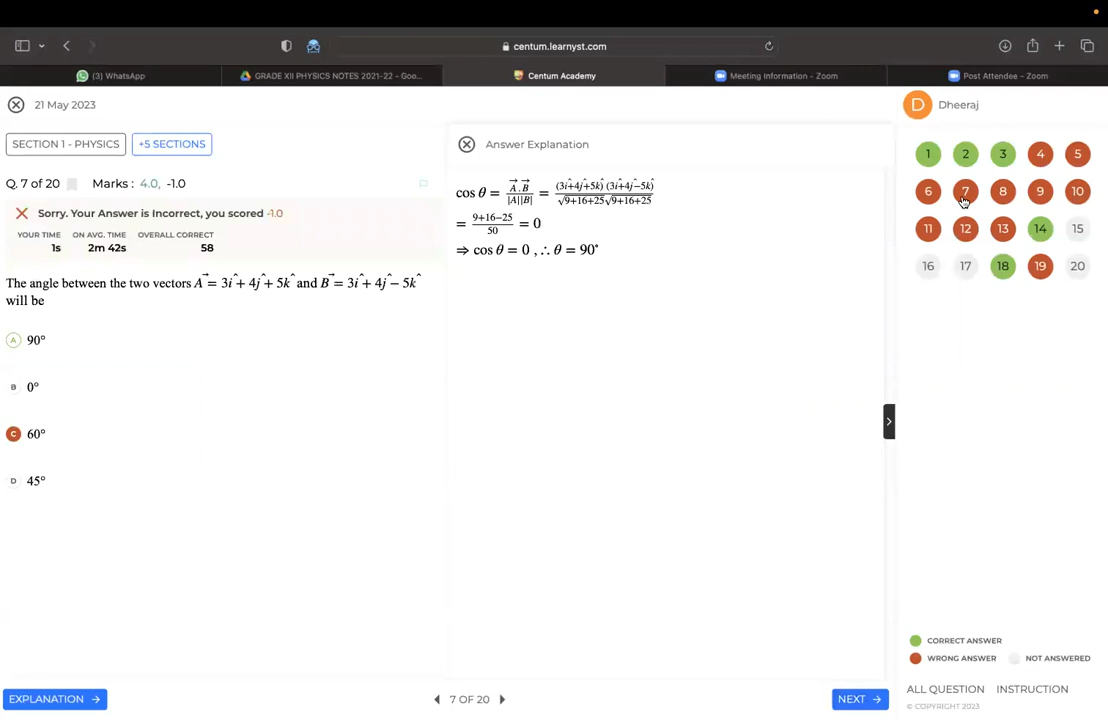 centum.learnyst.com
(3) WhatsApp
GRADE XII PHYSICS NOTES 2021-22 – Goo...
Centum Academy
Meeting Information - Zoom
Post Attendee – Zoom
21 May 2023
SECTION 1 - PHYSICS
+5 SECTIONS
Q. 7 of 20
Marks : 4.0, -1.0
Sorry. Your Answer is Incorrect, you scored -1.0
YOUR TIME ON AVG. TIME OVERALL CORRECT
1s 2m 42s 58
The angle between the two vectors A⃗ = 3î + 4ĵ + 5k̂ and B⃗ = 3î + 4ĵ − 5k̂
will be
A 90°
B 0°
C 60°
D 45°
EXPLANATION →
Answer Explanation
cos θ = A⃗.B⃗/|A||B| = (3î+4ĵ+5k̂)(3î+4ĵ−5k̂)/√9+16+25√9+16+25
= 9+16−25/50 = 0
⇒ cos θ = 0 , ∴ θ = 90°
7 OF 20
NEXT →
D Dheeraj
1 2 3 4 5
6 7 8 9 10
11 12 13 14 15
16 17 18 19 20
CORRECT ANSWER
WRONG ANSWER NOT ANSWERED
ALL QUESTION INSTRUCTION
© COPYRIGHT 2023